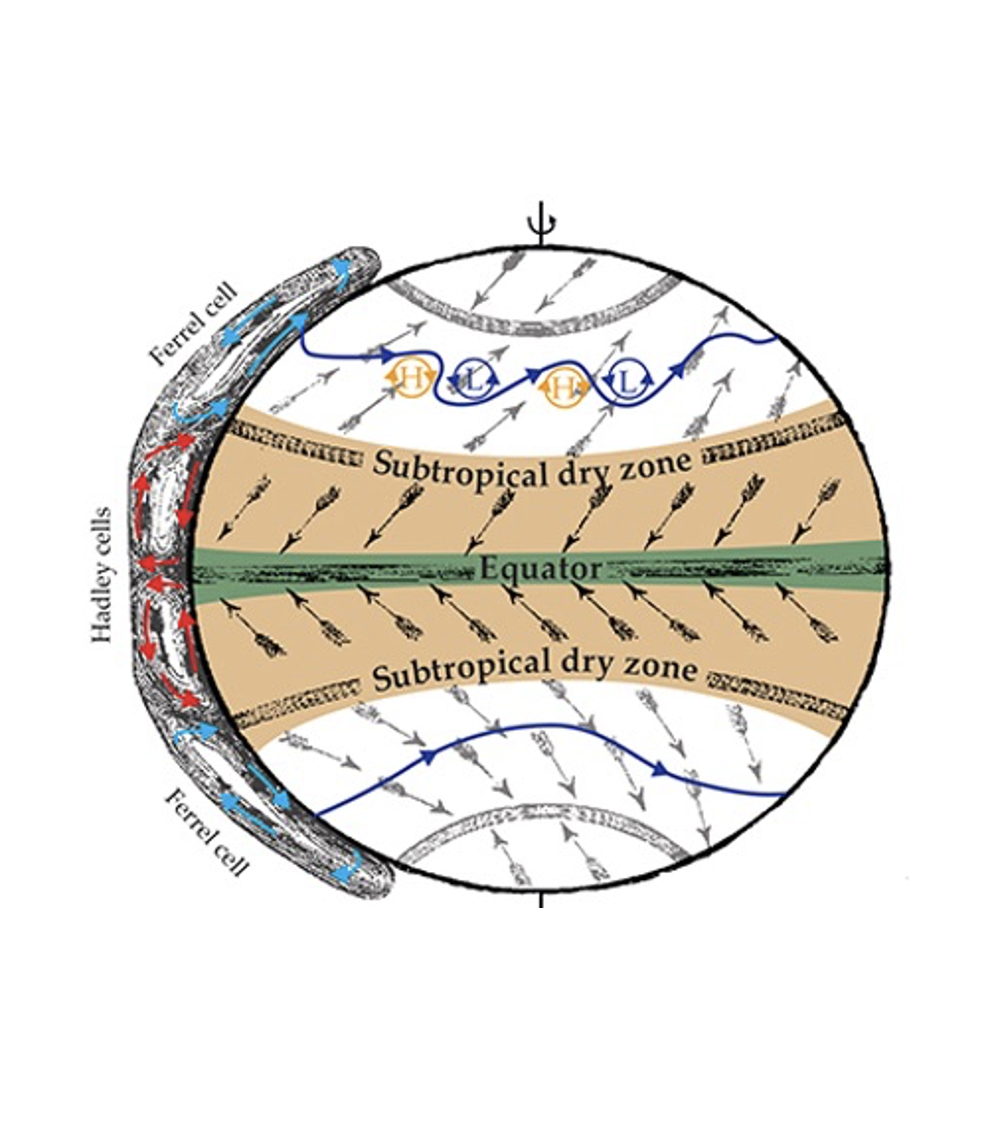 Ferrel cell
H
L
H
L
Subtropical dry zone
Hadley cells
Equator
Subtropical dry zone
Ferrel cell